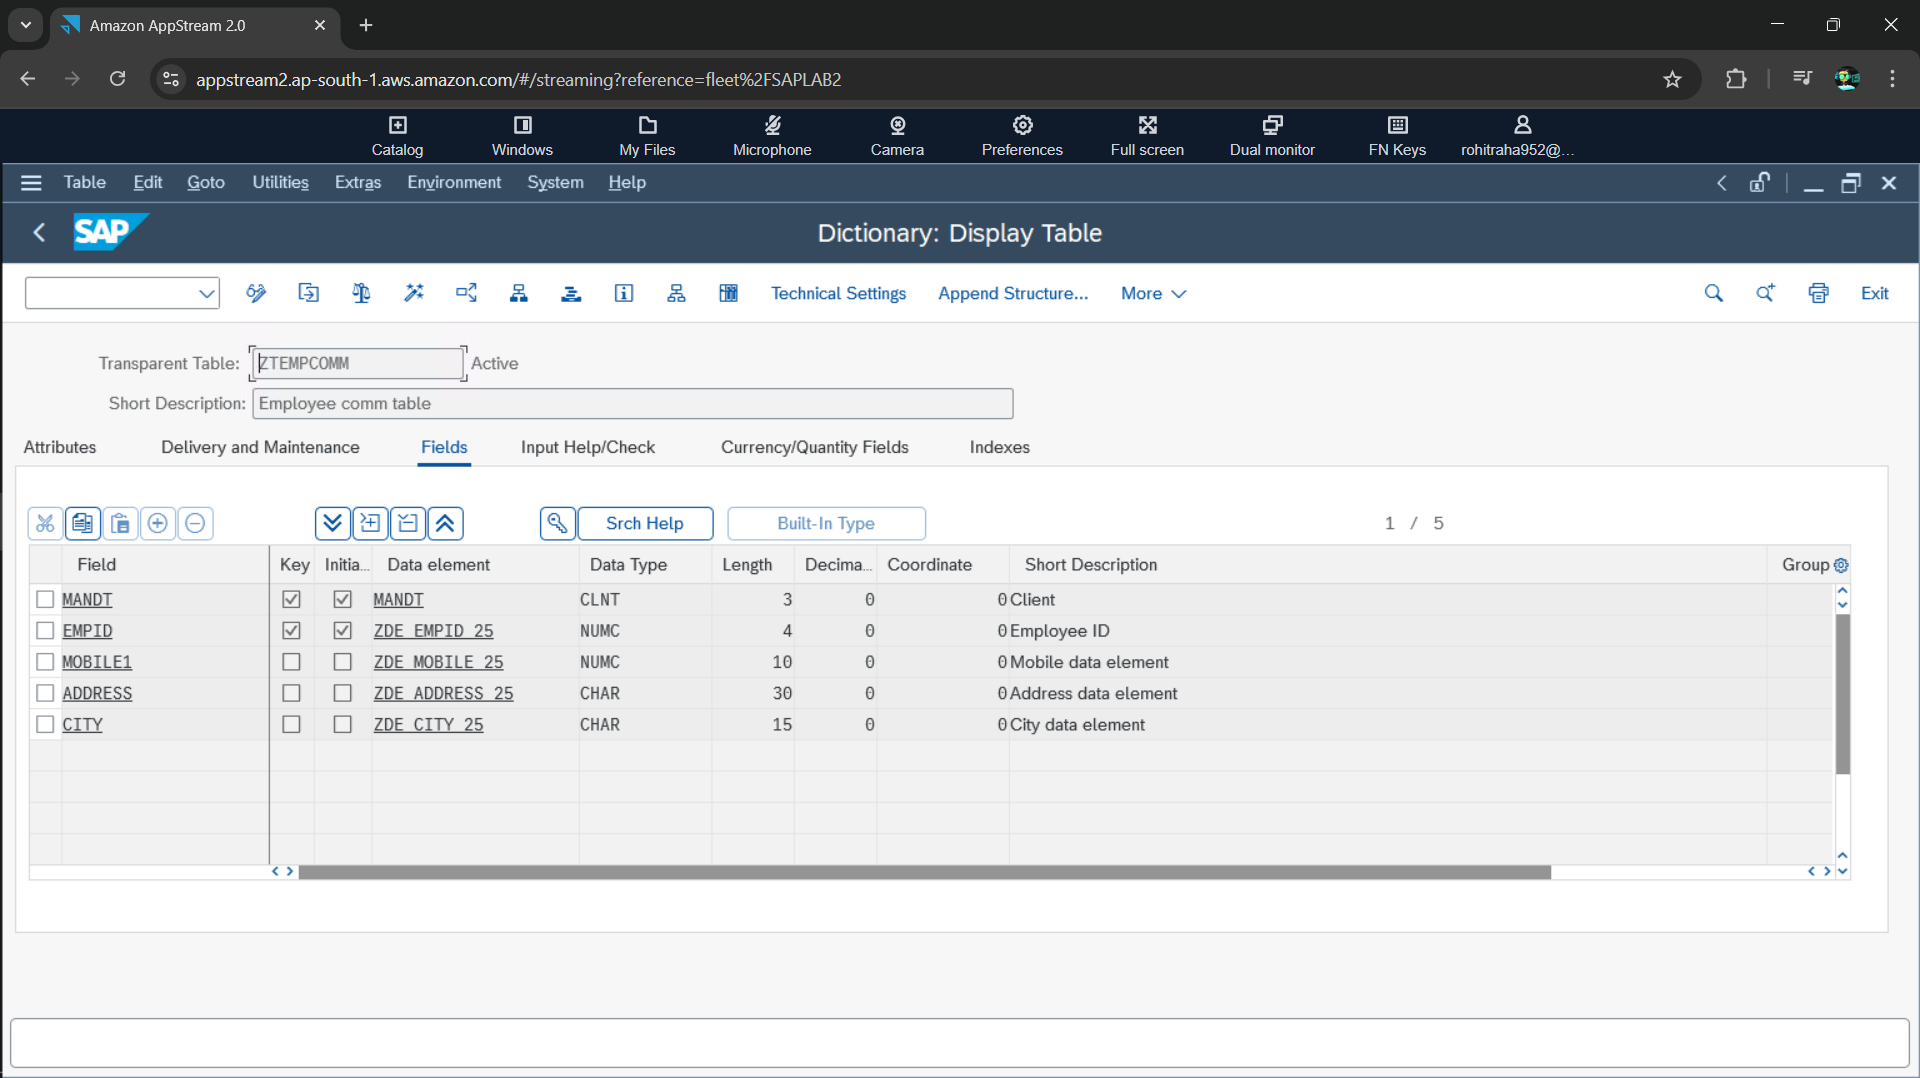 Amazon AppStream 2.0
appstream2.ap-south-1.aws.amazon.com/#/streaming?reference=fleet%2FSAPLAB2
Catalog Windows My Files Microphone Camera Preferences Full screen Dual monitor FN Keys rohitraha952@...
Table Edit Goto Utilities Extras Environment System Help
SAP Dictionary: Display Table
Technical Settings Append Structure... More Exit
Transparent Table: ZTEMPCOMM Active
Short Description: Employee comm table
Attributes Delivery and Maintenance Fields Input Help/Check Currency/Quantity Fields Indexes
Srch Help Built-In Type 1 / 5
Field Key Initia... Data element Data Type Length Decima... Coordinate Short Description Group
MANDT MANDT CLNT 3 0 0 Client
EMPID ZDE_EMPID_25 NUMC 4 0 0 Employee ID
MOBILE1 ZDE_MOBILE_25 NUMC 10 0 0 Mobile data element
ADDRESS ZDE_ADDRESS_25 CHAR 30 0 0 Address data element
CITY ZDE_CITY_25 CHAR 15 0 0 City data element